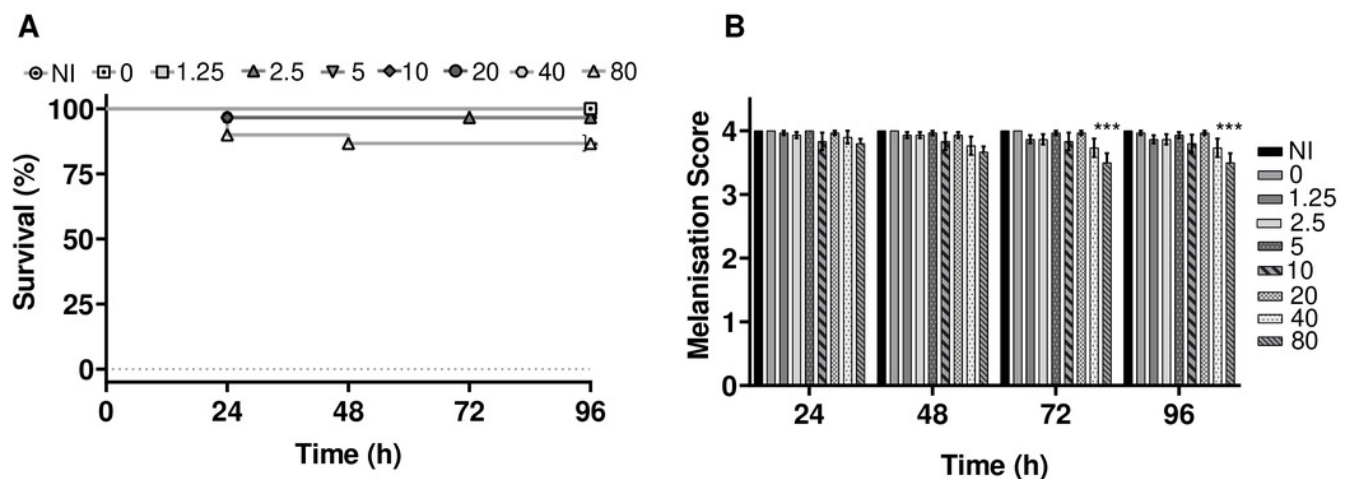 A
NI 0 1.25 2.5 5 10 20 40 80
Survival (%)
100
75
50
25
0
0 24 48 72 96
Time (h)
B
Melanisation Score
4
3
2
1
0
*** ***
24 48 72 96
Time (h)
NI
0
1.25
2.5
5
10
20
40
80